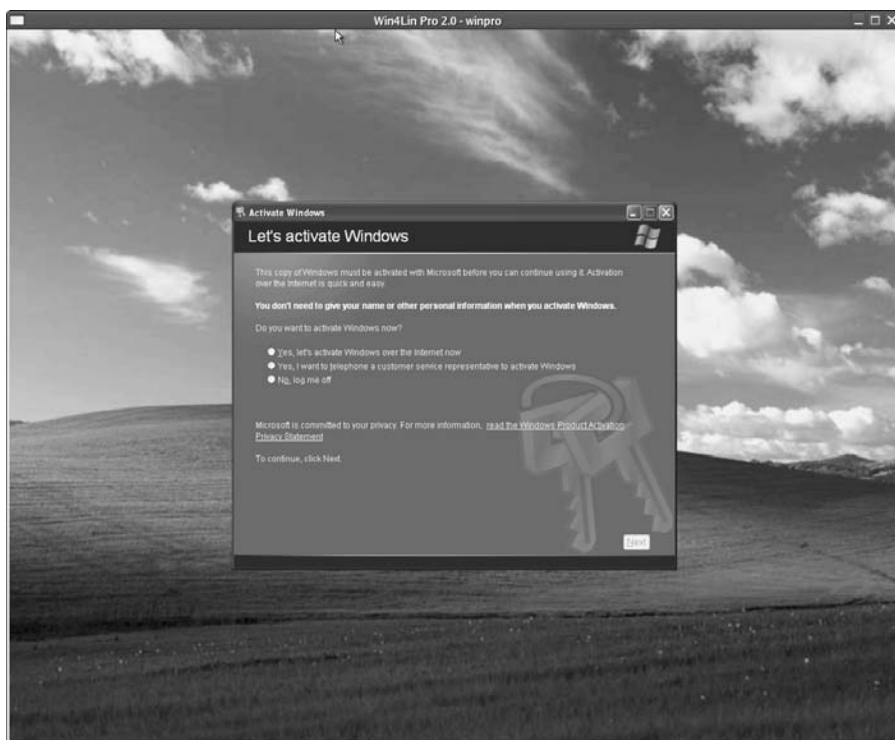 Win4Lin Pro 2.0 - winpro
Activate Windows
Let's activate Windows
This copy of Windows must be activated with Microsoft before you can continue using it. Activation
over the Internet is quick and easy.
You don't need to give your name or other personal information when you activate Windows.
Do you want to activate Windows now?
Yes, let's activate Windows over the Internet now
Yes, I want to telephone a customer service representative to activate Windows
No, log me off
Microsoft is committed to your privacy. For more information, read the Windows Product Activation
Privacy Statement
To continue, click Next.
Next